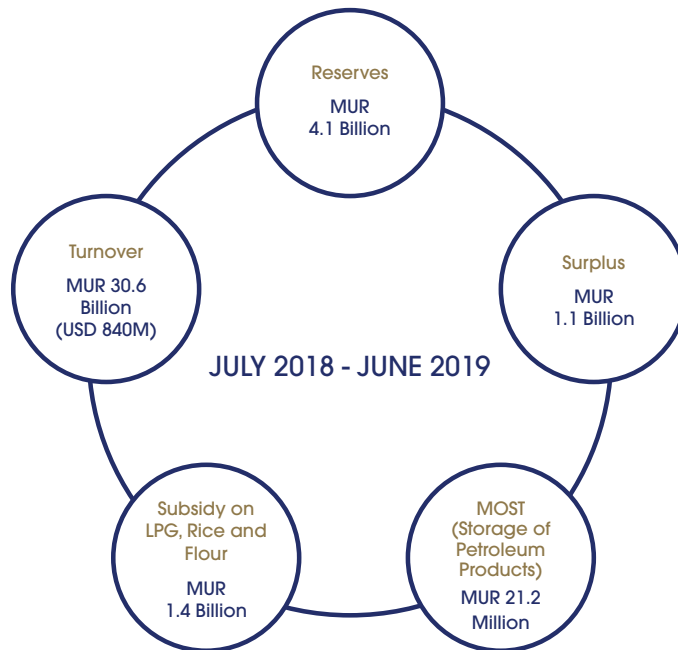 Reserves
MUR
4.1 Billion
Turnover
MUR 30.6
Billion
(USD 840M)
Surplus
MUR
1.1 Billion
JULY 2018 - JUNE 2019
Subsidy on
LPG, Rice and
Flour
MUR
1.4 Billion
MOST
(Storage of
Petroleum
Products)
MUR 21.2
Million